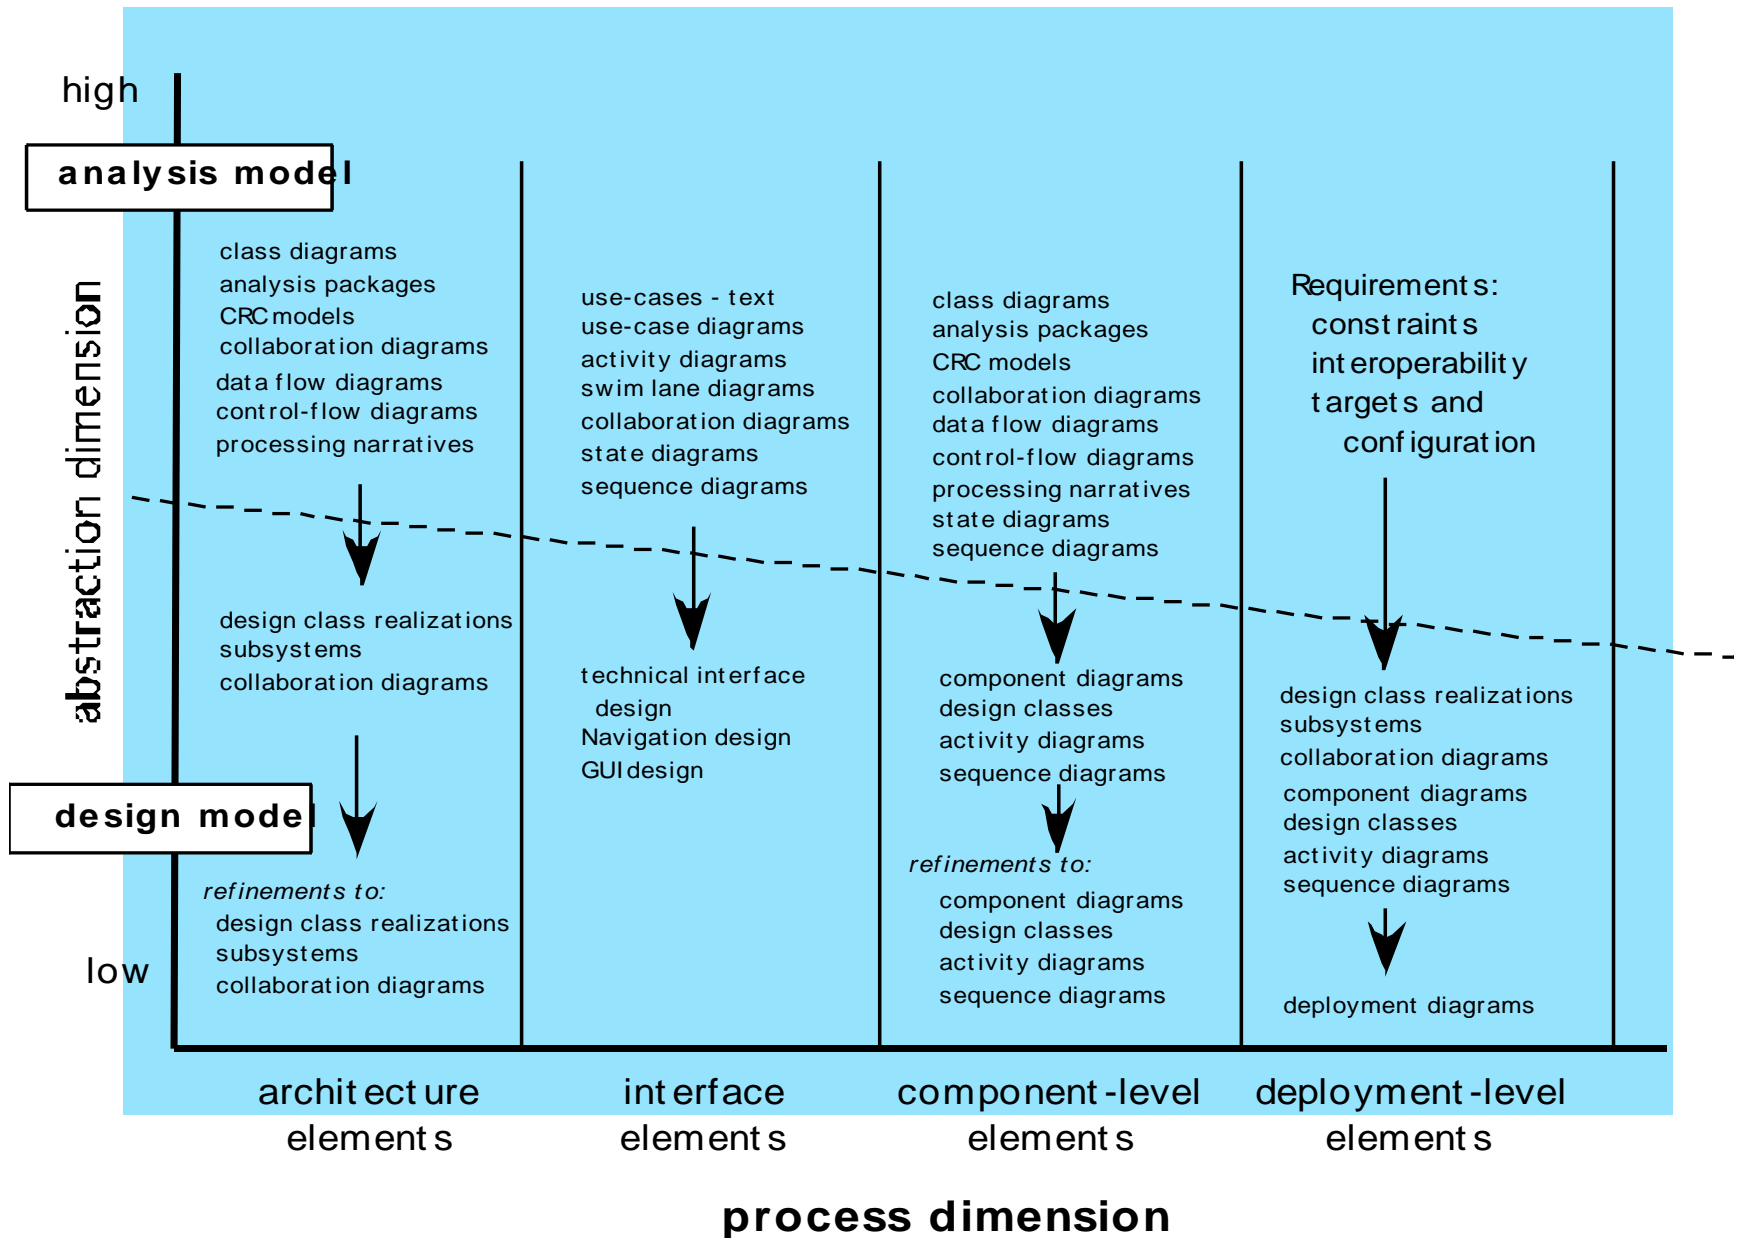 high
analysis model
abstraction dimension
class diagrams
analysis packages
CRC models
collaboration diagrams
data flow diagrams
control-flow diagrams
processing narratives
design class realizations
subsystems
collaboration diagrams
design model
refinements to:
design class realizations
subsystems
collaboration diagrams
low
use-cases - text
use-case diagrams
activity diagrams
swim lane diagrams
collaboration diagrams
state diagrams
sequence diagrams
technical interface
design
Navigation design
GUI design
class diagrams
analysis packages
CRC models
collaboration diagrams
data flow diagrams
control-flow diagrams
processing narratives
state diagrams
sequence diagrams
component diagrams
design classes
activity diagrams
sequence diagrams
refinements to:
component diagrams
design classes
activity diagrams
sequence diagrams
Requirements:
constraints
interoperability
targets and
configuration
design class realizations
subsystems
collaboration diagrams
component diagrams
design classes
activity diagrams
sequence diagrams
deployment diagrams
architecture
elements
interface
elements
component-level
elements
deployment-level
elements
process dimension